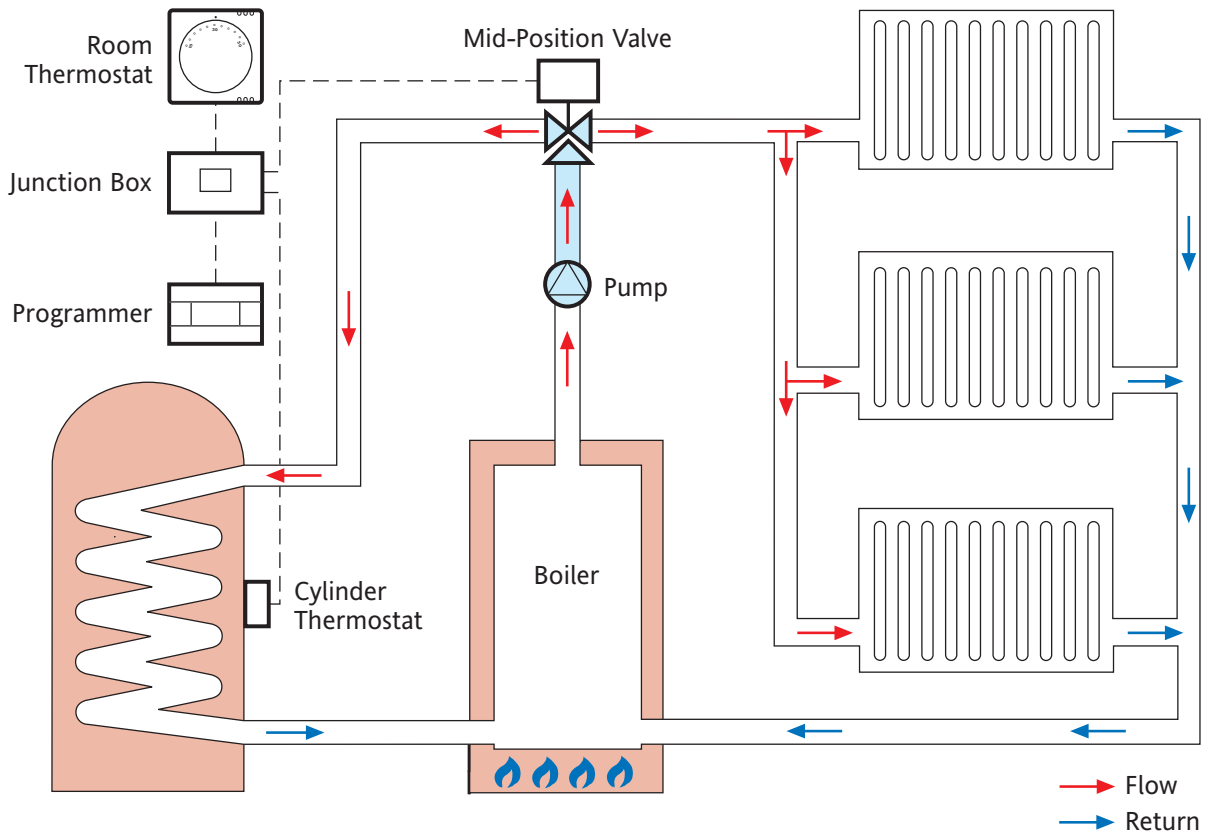 Room
Thermostat
Mid-Position Valve
Junction Box
Programmer
Pump
Boiler
Cylinder
Thermostat
Flow
Return